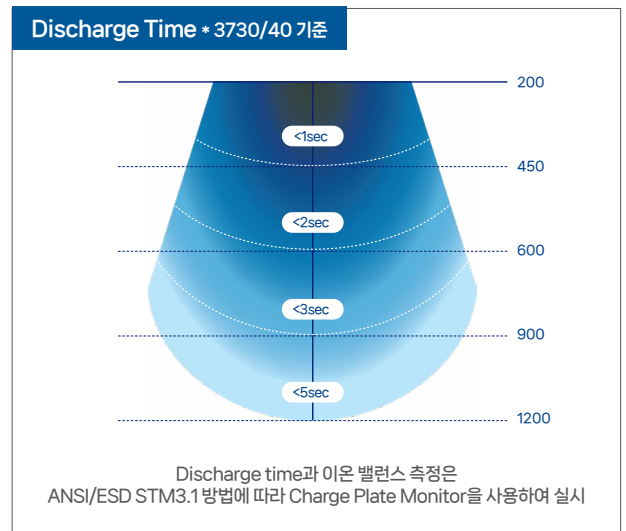 Discharge Time * 3730/40 기준
200
<1sec
450
<2sec
600
<3sec
900
<5sec
1200
Discharge time과 이온 밸런스 측정은
ANSI/ESD STM3.1 방법에 따라 Charge Plate Monitor을 사용하여 실시